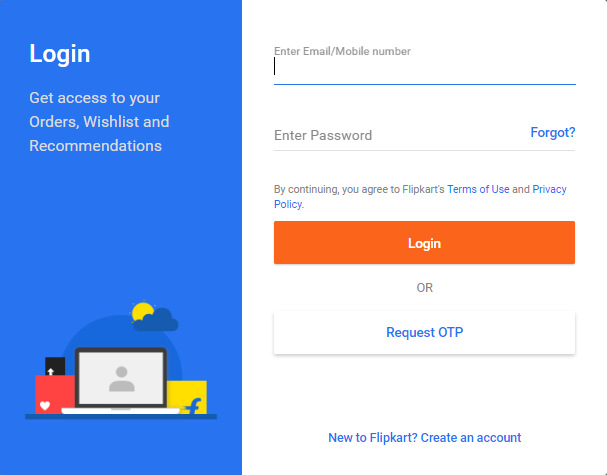 Login
Get access to your
Orders, Wishlist and
Recommendations
Enter Email/Mobile number
Enter Password
Forgot?
By continuing, you agree to Flipkart's Terms of Use and Privacy
Policy.
Login
OR
Request OTP
New to Flipkart? Create an account
f